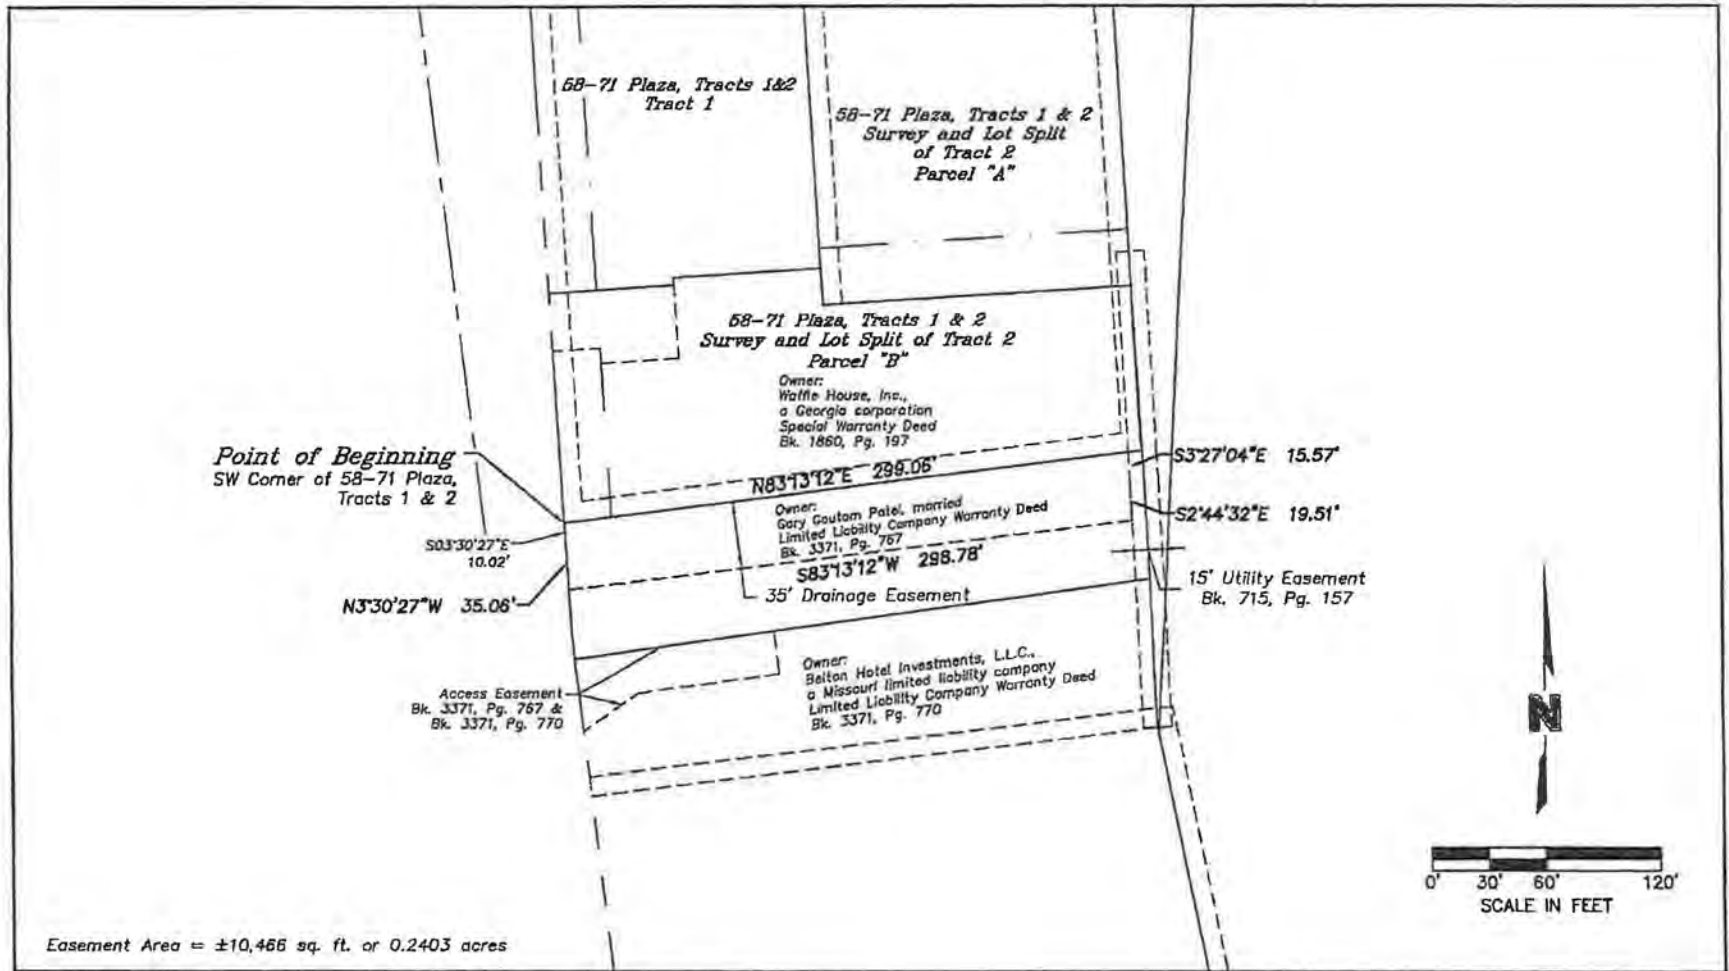 58-71 Plaza, Tracts 1&2
Tract 1
58-71 Plaza, Tracts 1 & 2
Survey and Lot Split
of Tract 2
Parcel "A"
58-71 Plaza, Tracts 1 & 2
Survey and Lot Split of Tract 2
Parcel "B"
Owner:
Waffle House, Inc.,
a Georgia corporation
Special Warranty Deed
Bk. 1860, Pg. 197
Point of Beginning
SW Corner of 58-71 Plaza,
Tracts 1 & 2
N83°13'12"E 299.06'
S3°27'04"E 15.57'
Owner:
Gary Goutam Patel, married
Limited Liability Company Warranty Deed
Bk. 3371, Pg. 767
S2°44'32"E 19.51'
S03°30'27"E
10.02'
S83°13'12"W 298.78'
N3°30'27"W 35.06'
35' Drainage Easement
15' Utility Easement
Bk. 715, Pg. 157
Owner:
Belton Hotel Investments, L.L.C.,
a Missouri limited liability company
Limited Liability Company Warranty Deed
Bk. 3371, Pg. 770
Access Easement
Bk. 3371, Pg. 767 &
Bk. 3371, Pg. 770
N
0' 30' 60' 120'
SCALE IN FEET
Easement Area = ±10,466 sq. ft. or 0.2403 acres